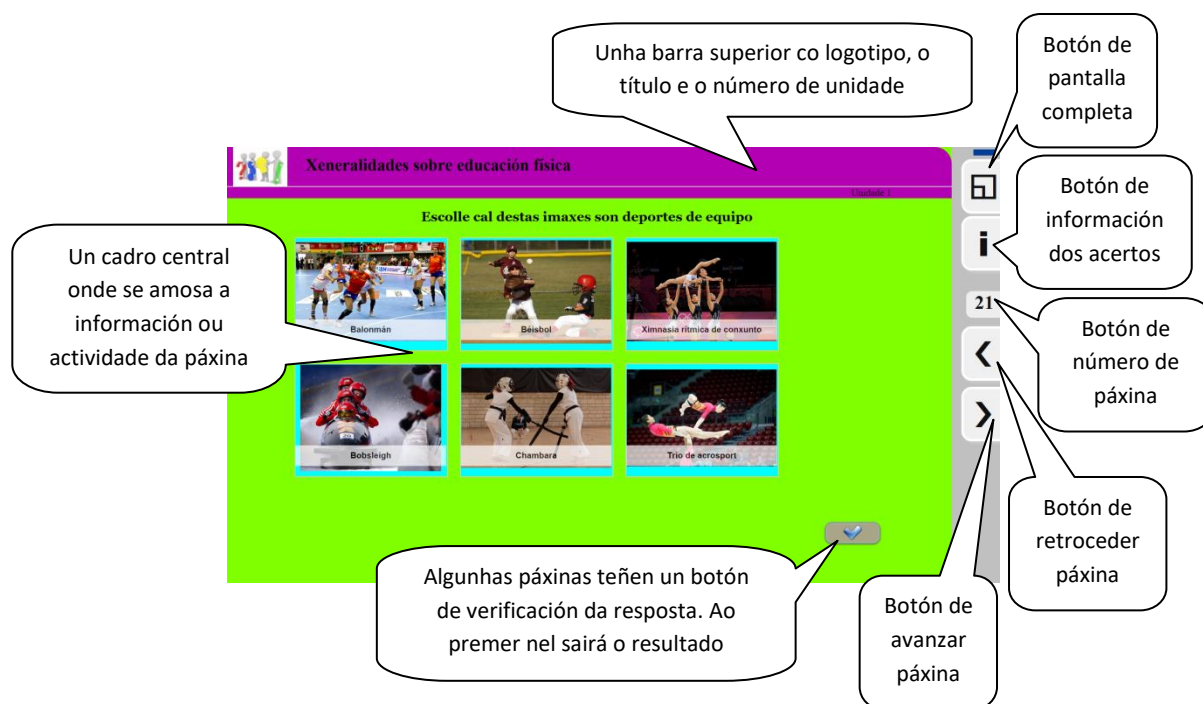 Unha barra superior co logotipo, o
título e o número de unidade
Botón de
pantalla
completa
Xeneralidades sobre educación física
Unidade 1
Botón de
información
dos acertos
Escolle cal destas imaxes son deportes de equipo
Un cadro central
onde se amosa a
información ou
actividade da páxina
Balonmán
Béisbol
Ximnasia rítmica de conxunto
21
Botón de
número de
páxina
Bobsleigh
Chambara
Trío de acrosport
Botón de
retroceder
páxina
Algunhas páxinas teñen un botón
de verificación da resposta. Ao
premer nel sairá o resultado
Botón de
avanzar
páxina